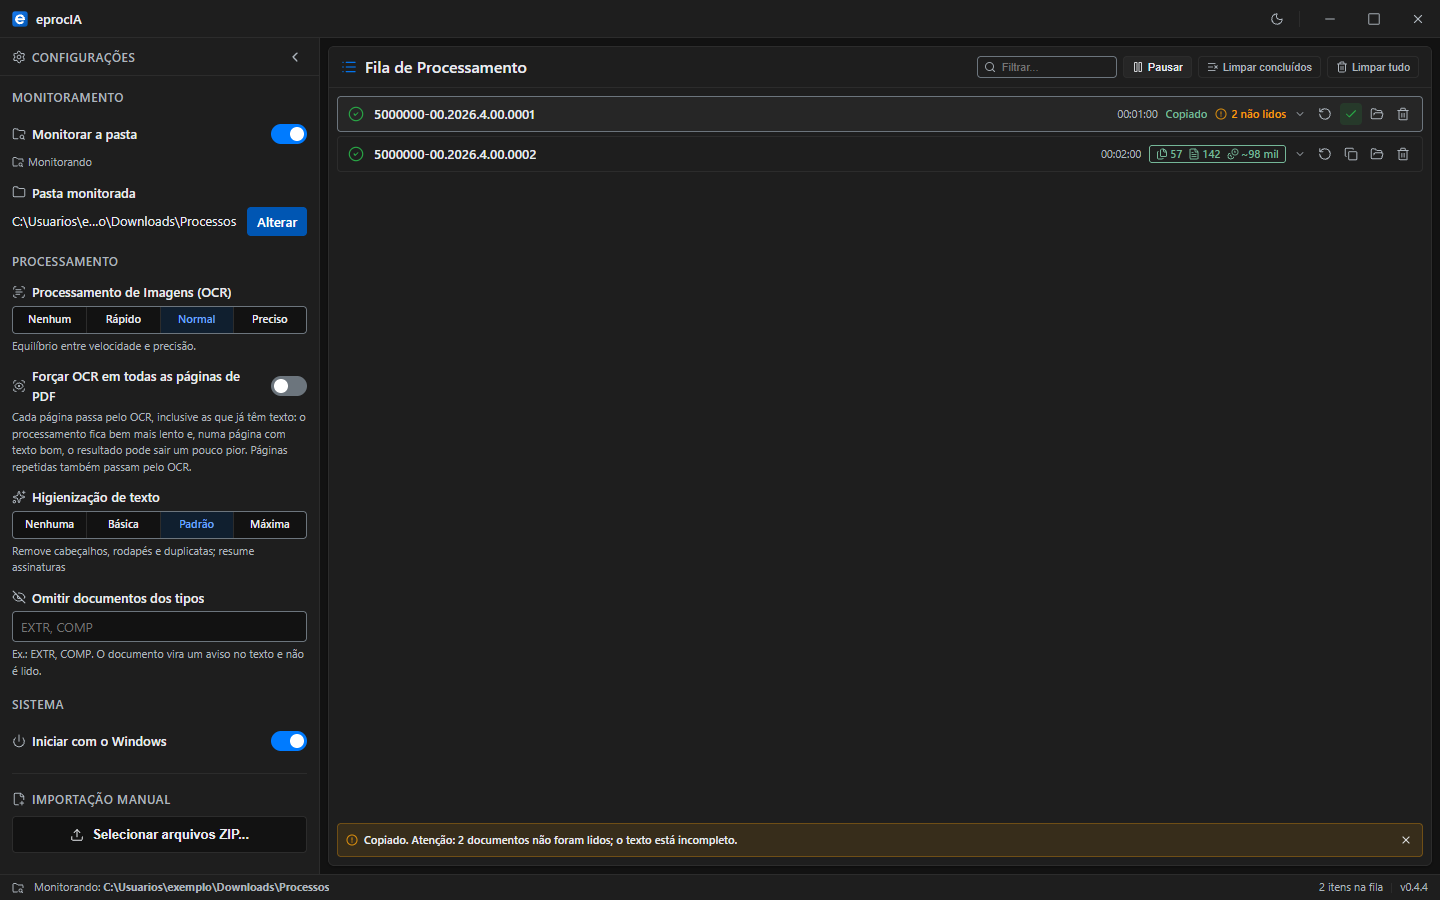 eprocIA
CONFIGURAÇÕES
MONITORAMENTO
Monitorar a pasta
Monitorando
Pasta monitorada
C:\Usuarios\e...o\Downloads\Processos
Alterar
PROCESSAMENTO
Processamento de Imagens (OCR)
Nenhum Rápido Normal Preciso
Equilíbrio entre velocidade e precisão.
Forçar OCR em todas as páginas de
PDF
Cada página passa pelo OCR, inclusive as que já têm texto: o
processamento fica bem mais lento e, numa página com
texto bom, o resultado pode sair um pouco pior. Páginas
repetidas também passam pelo OCR.
Higienização de texto
Nenhuma Básica Padrão Máxima
Remove cabeçalhos, rodapés e duplicatas; resume
assinaturas
Omitir documentos dos tipos
EXTR, COMP
Ex.: EXTR, COMP. O documento vira um aviso no texto e não
é lido.
SISTEMA
Iniciar com o Windows
IMPORTAÇÃO MANUAL
Selecionar arquivos ZIP...
Fila de Processamento
Filtrar...
Pausar
Limpar concluídos
Limpar tudo
5000000-00.2026.4.00.0001
00:01:00 Copiado 2 não lidos
5000000-00.2026.4.00.0002
00:02:00 57 142 ~98 mil
Copiado. Atenção: 2 documentos não foram lidos; o texto está incompleto.
Monitorando: C:\Usuarios\exemplo\Downloads\Processos
2 itens na fila
v0.4.4